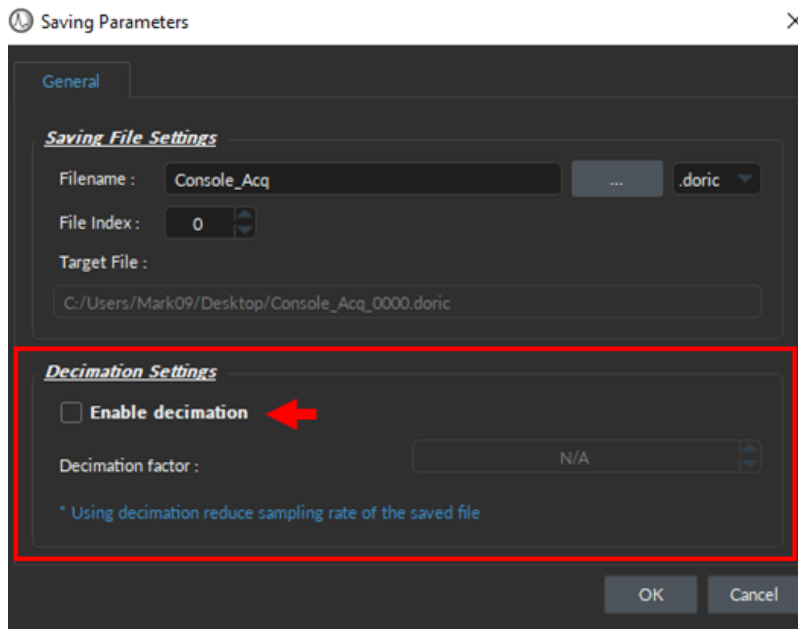 Saving Parameters
General
Saving File Settings
Filename : Console_Acq ... .doric
File Index : 0
Target File :
C:/Users/Mark09/Desktop/Console_Acq_0000.doric
Decimation Settings
Enable decimation
Decimation factor : N/A
* Using decimation reduce sampling rate of the saved file
OK Cancel